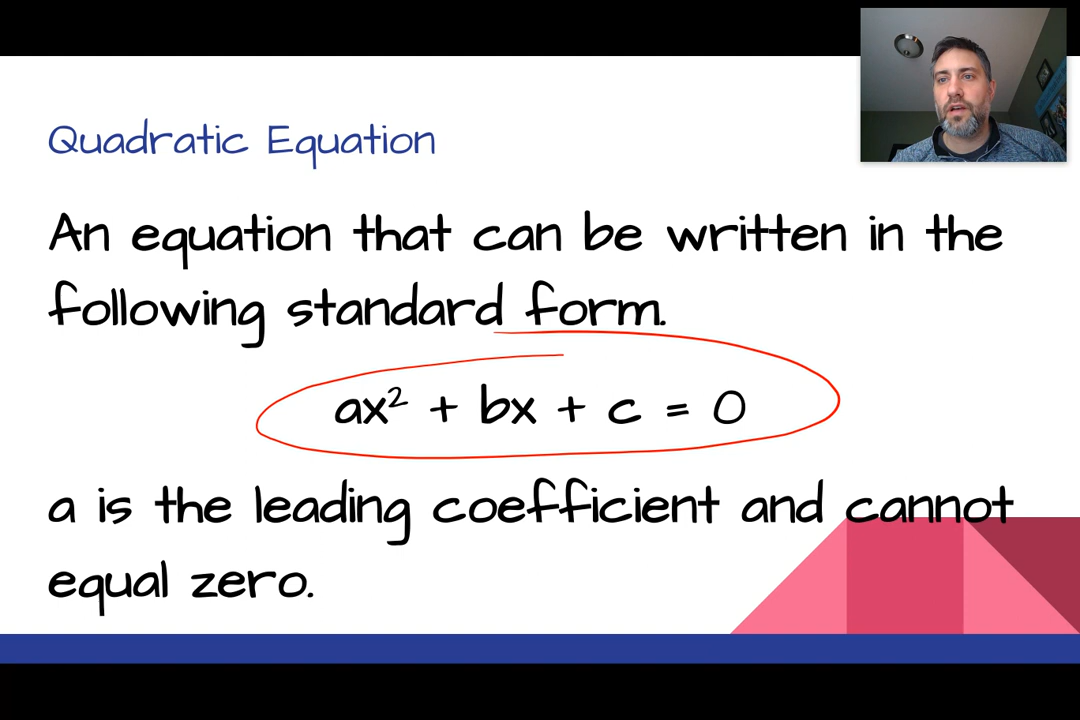 Quadratic Equation
An equation that can be written in the
following standard form.
ax² + bx + c = 0
a is the leading coefficient and cannot
equal zero.